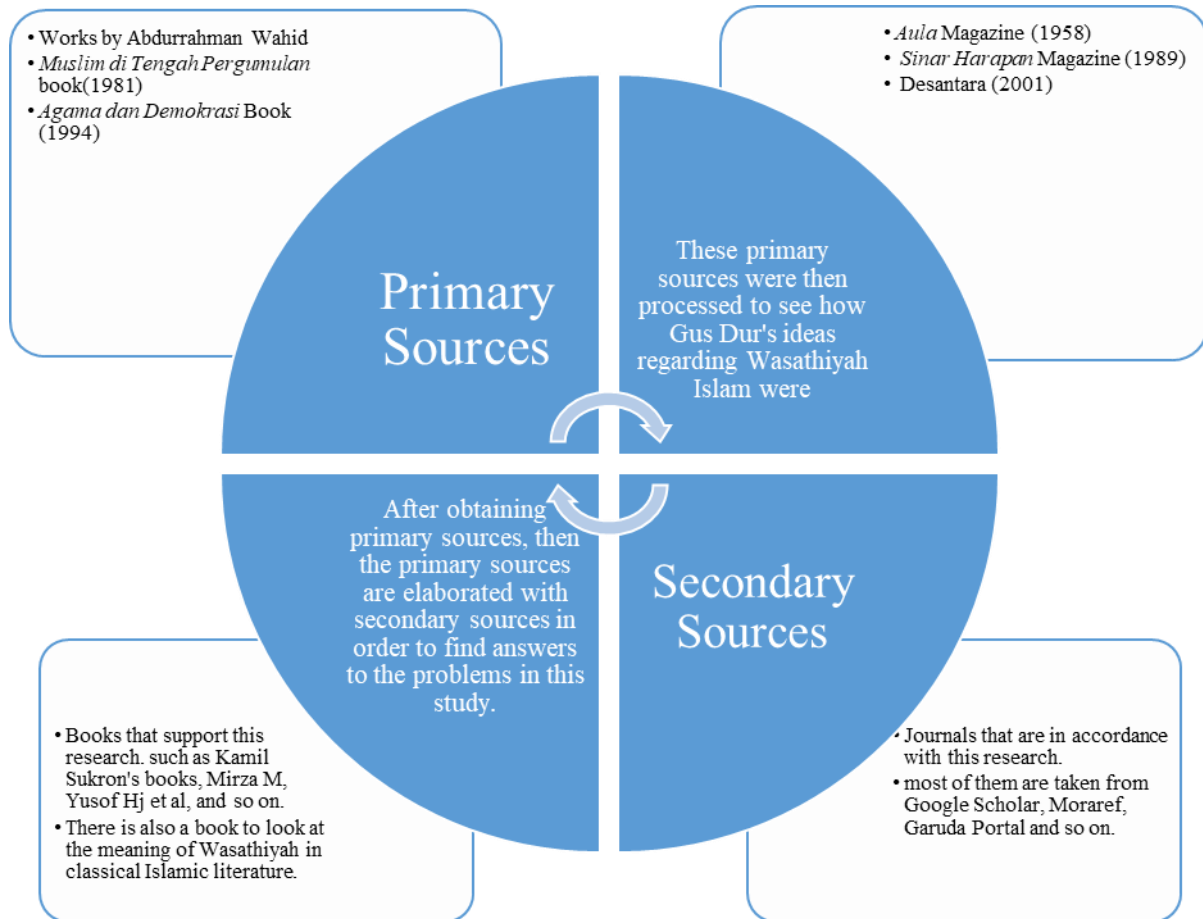 • Works by Abdurrahman Wahid
• Muslim di Tengah Pergumulan
book(1981)
• Agama dan Demokrasi Book
(1994)
• Aula Magazine (1958)
• Sinar Harapan Magazine (1989)
• Desantara (2001)
Primary
Sources
These primary
sources were then
processed to see how
Gus Dur's ideas
regarding Wasathiyah
Islam were
After obtaining
primary sources, then
the primary sources
are elaborated with
secondary sources in
order to find answers
to the problems in this
study.
Secondary
Sources
• Books that support this
research. such as Kamil
Sukron's books, Mirza M,
Yusof Hj et al, and so on.
• There is also a book to look at
the meaning of Wasathiyah in
classical Islamic literature.
• Journals that are in accordance
with this research.
• most of them are taken from
Google Scholar, Moraref,
Garuda Portal and so on.